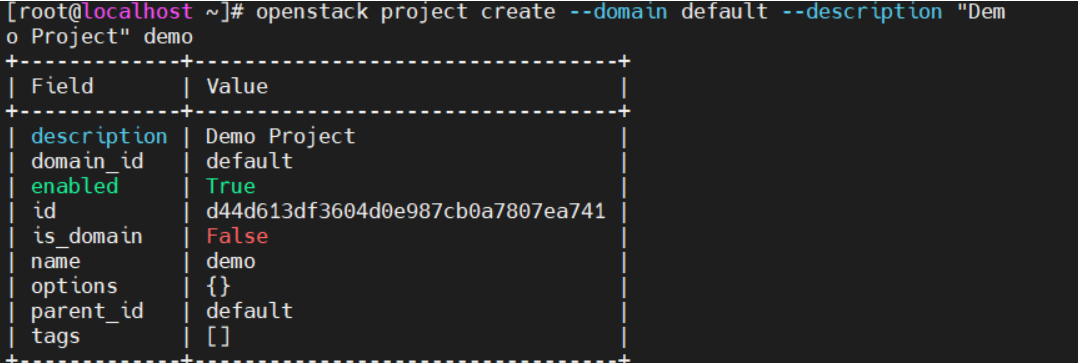 [root@localhost ~]# openstack project create --domain default --description "Dem
o Project" demo
+-------------+----------------------------------+
| Field       | Value                            |
+-------------+----------------------------------+
| description | Demo Project                     |
| domain_id   | default                          |
| enabled     | True                             |
| id          | d44d613df3604d0e987cb0a7807ea741 |
| is_domain   | False                            |
| name        | demo                             |
| options     | {}                               |
| parent_id   | default                          |
| tags        | []                               |
+-------------+----------------------------------+